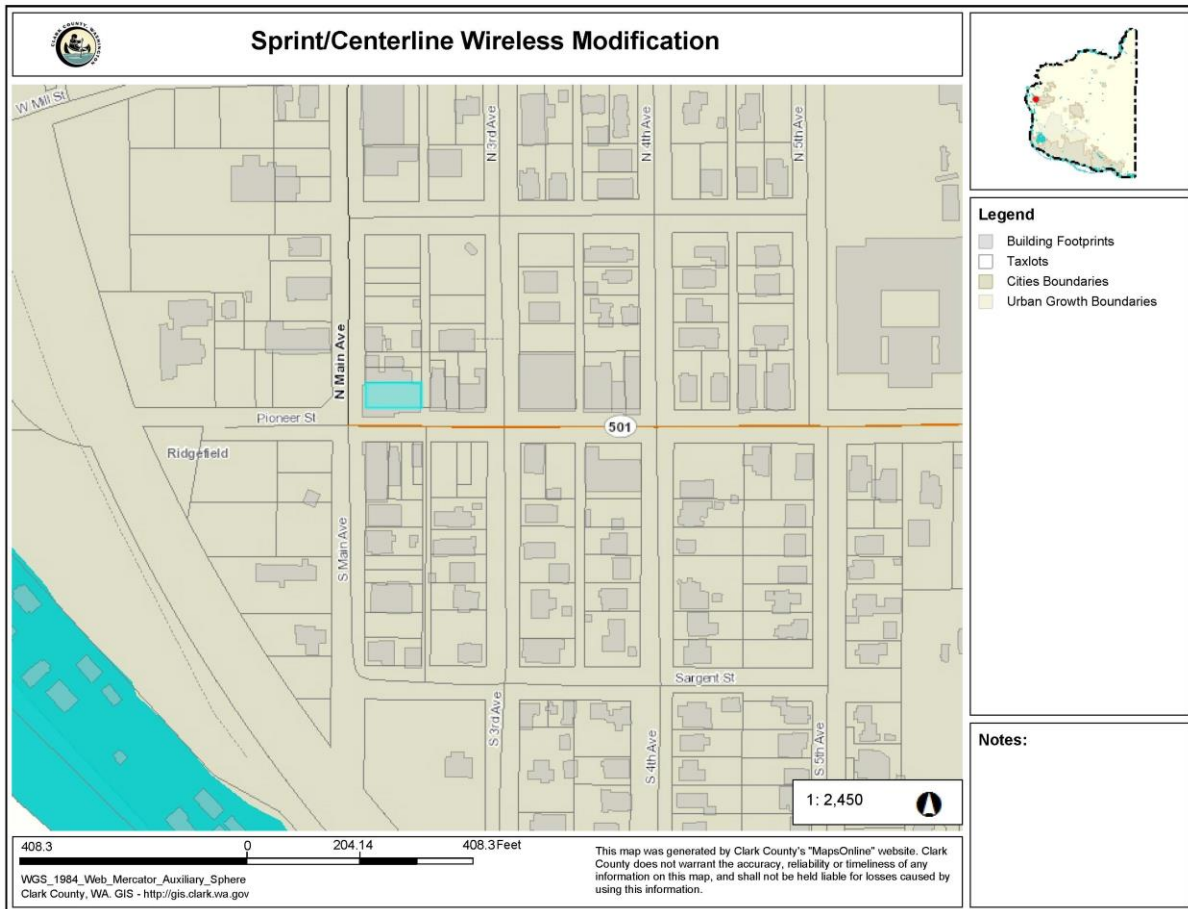 CLARK COUNTY, WASHINGTON
Sprint/Centerline Wireless Modification
W Mill St
N 3rd Ave
N 4th Ave
N 5th Ave
N Main Ave
Pioneer St
501
Ridgefield
S Main Ave
Sargent St
S 3rd Ave
S 4th Ave
S 5th Ave
1: 2,450
Legend
Building Footprints
Taxlots
Cities Boundaries
Urban Growth Boundaries
Notes:
408.3 0 204.14 408.3 Feet
WGS_1984_Web_Mercator_Auxiliary_Sphere
Clark County, WA. GIS - http://gis.clark.wa.gov
This map was generated by Clark County's "MapsOnline" website. Clark
County does not warrant the accuracy, reliability or timeliness of any
information on this map, and shall not be held liable for losses caused by
using this information.